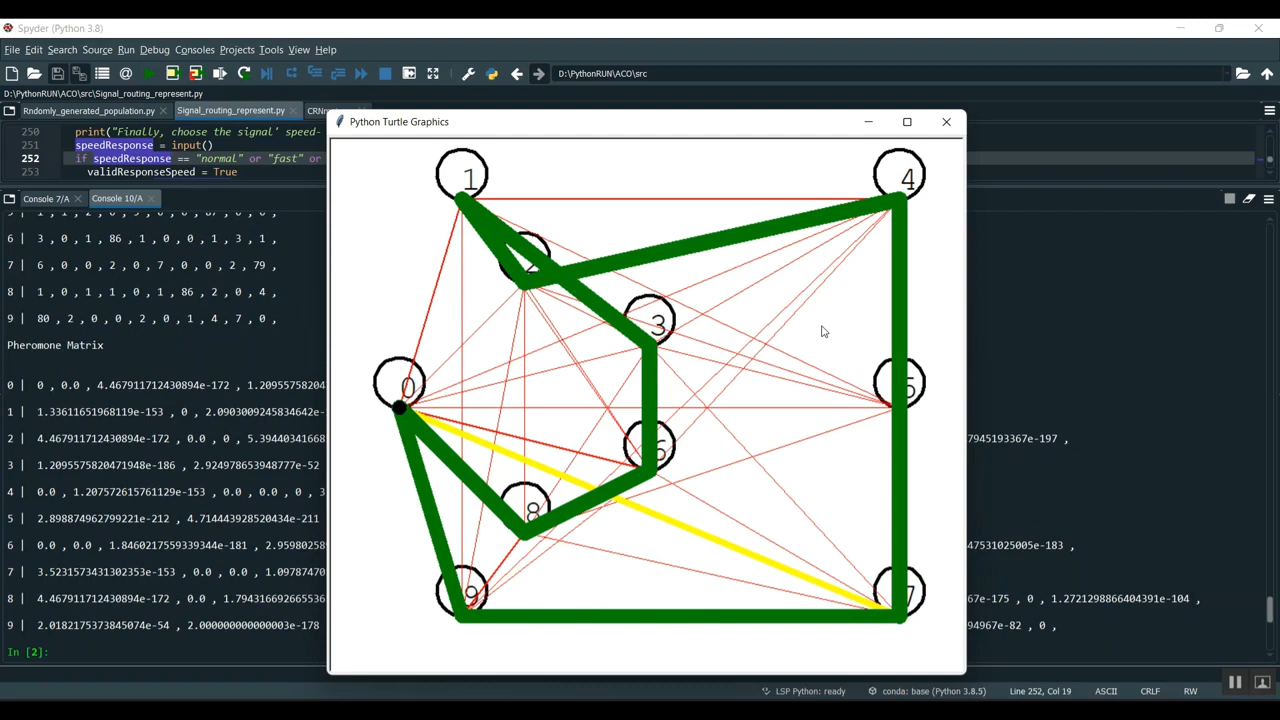 Spyder (Python 3.8)
File Edit Search Source Run Debug Consoles Projects Tools View Help
D:\PythonRUN\ACO\src
D:\PythonRUN\ACO\src\Signal_routing_represent.py
Rndomly_generated_population.py Signal_routing_represent.py
250 print("Finally, choose the signal' speed-
251 speedResponse = input()
252 if speedResponse == "normal" or "fast" or
253 validResponseSpeed = True
Console 7/A Console 10/A
6 | 3 , 0 , 1 , 86 , 1 , 0 , 0 , 1 , 3 , 1 ,
7 | 6 , 0 , 0 , 2 , 0 , 7 , 0 , 0 , 2 , 79 ,
8 | 1 , 0 , 1 , 1 , 0 , 1 , 86 , 2 , 0 , 4 ,
9 | 80 , 2 , 0 , 0 , 2 , 0 , 1 , 4 , 7 , 0 ,
Pheromone Matrix
0 | 0 , 0.0 , 4.467911712430894e-172 , 1.20955758204
1 | 1.33611651968119e-153 , 0 , 2.0903009245834642e-
2 | 4.467911712430894e-172 , 0.0 , 0 , 5.39440341668
7945193367e-197 ,
3 | 1.2095575820471948e-186 , 2.924978653948777e-52
4 | 0.0 , 1.207572615761129e-153 , 0.0 , 0.0 , 0 , 3
5 | 2.898874962799221e-212 , 4.714443928520434e-211
6 | 0.0 , 0.0 , 1.8460217559339344e-181 , 2.95980258
47531025005e-183 ,
7 | 3.5231573431302353e-153 , 0.0 , 0.0 , 1.09787470
8 | 4.467911712430894e-172 , 0.0 , 1.79431669266553
67e-175 , 0 , 1.2721298866404391e-104 ,
9 | 2.0182175373845074e-54 , 2.000000000000003e-178
94967e-82 , 0 ,
In [2]:
Python Turtle Graphics
1
4
2
3
0
5
6
8
9
7
LSP Python: ready conda: base (Python 3.8.5) Line 252, Col 19 ASCII CRLF RW